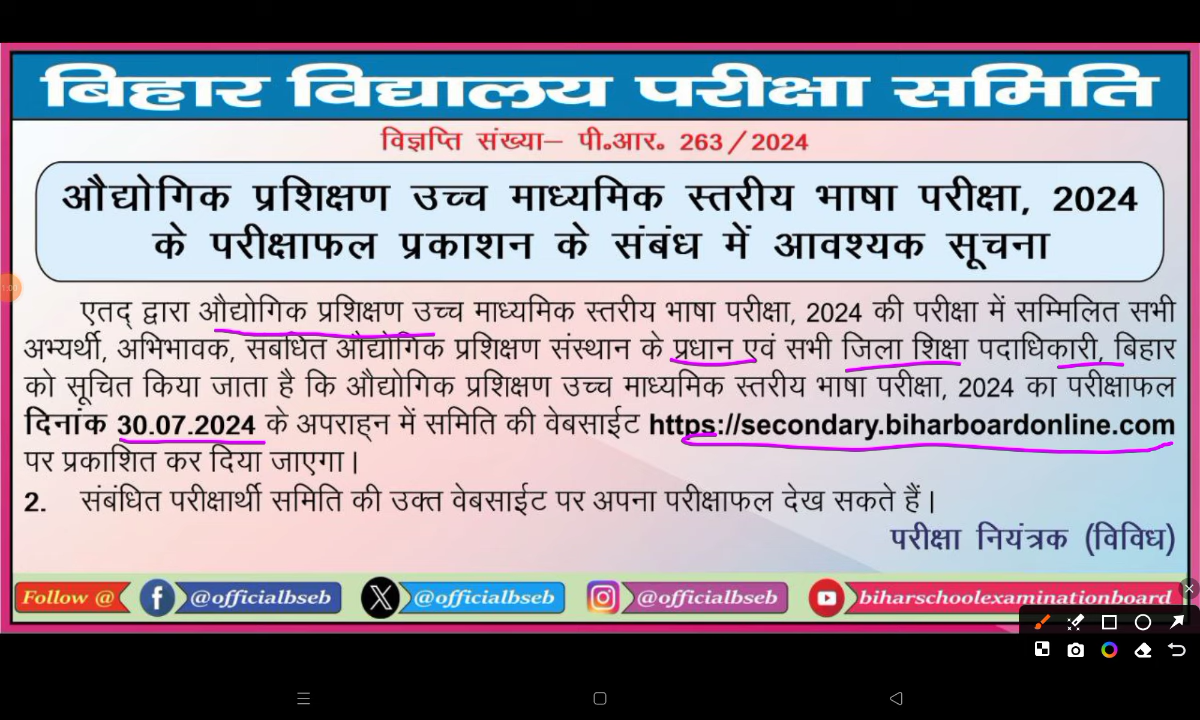 बिहार विद्यालय परीक्षा समिति
विज्ञप्ति संख्या– पी॰आर॰ 263 / 2024
औद्योगिक प्रशिक्षण उच्च माध्यमिक स्तरीय भाषा परीक्षा, 2024
के परीक्षाफल प्रकाशन के संबंध में आवश्यक सूचना
एतद् द्वारा औद्योगिक प्रशिक्षण उच्च माध्यमिक स्तरीय भाषा परीक्षा, 2024 की परीक्षा में सम्मिलित सभी
अभ्यर्थी, अभिभावक, संबंधित औद्योगिक प्रशिक्षण संस्थान के प्रधान एवं सभी जिला शिक्षा पदाधिकारी, बिहार
को सूचित किया जाता है कि औद्योगिक प्रशिक्षण उच्च माध्यमिक स्तरीय भाषा परीक्षा, 2024 का परीक्षाफल
दिनांक 30.07.2024 के अपराह्न में समिति की वेबसाईट https://secondary.biharboardonline.com
पर प्रकाशित कर दिया जाएगा।
2. संबंधित परीक्षार्थी समिति की उक्त वेबसाईट पर अपना परीक्षाफल देख सकते हैं।
परीक्षा नियंत्रक (विविध)
Follow @ f @officialbseb X @officialbseb @officialbseb biharschoolexaminationboard
1:00